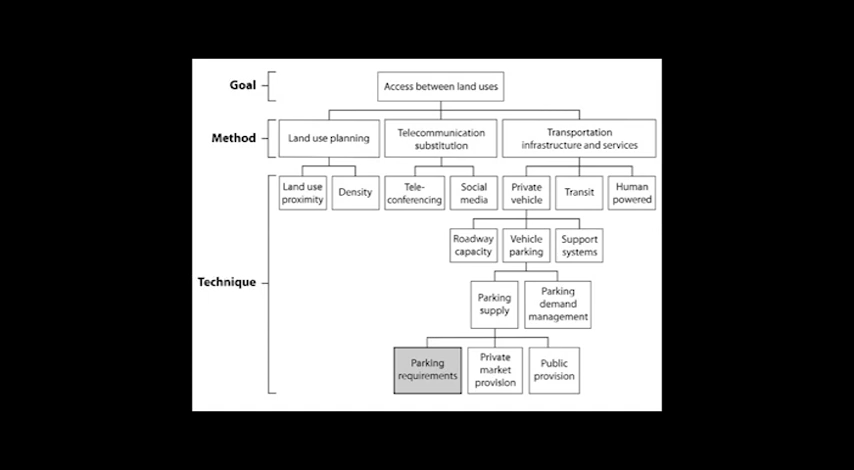 Goal
Access between land uses
Method
Land use planning
Telecommunication
substitution
Transportation
infrastructure and services
Technique
Land use
proximity
Density
Tele-
conferencing
Social
media
Private
vehicle
Transit
Human
powered
Roadway
capacity
Vehicle
parking
Support
systems
Parking
supply
Parking
demand
management
Parking
requirements
Private
market
provision
Public
provision